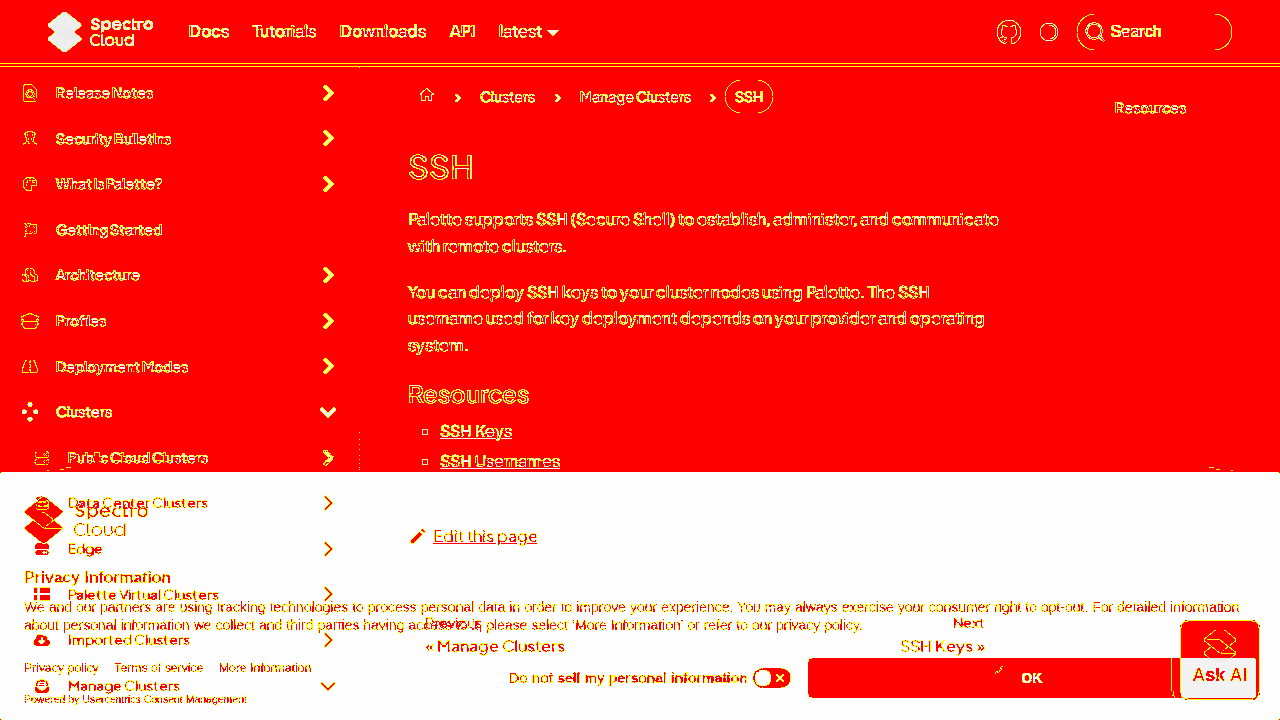 Spectro
Cloud
Docs
Tutorials
Downloads
API
latest
Search
Release Notes
Security Bulletins
What is Palette?
Getting Started
Architecture
Profiles
Deployment Modes
Clusters
Public Cloud Clusters
Data Center Clusters
Edge
Palette Virtual Clusters
Imported Clusters
Manage Clusters
Clusters
Manage Clusters
SSH
Resources
SSH
Palette supports SSH (Secure Shell) to establish, administer, and communicate
with remote clusters.
You can deploy SSH keys to your cluster nodes using Palette. The SSH
username used for key deployment depends on your provider and operating
system.
Resources
SSH Keys
SSH Usernames
Edit this page
Previous
« Manage Clusters
Next
SSH Keys »
Spectro
Cloud
Privacy Information
We and our partners are using tracking technologies to process personal data in order to improve your experience. You may always exercise your consumer right to opt-out. For detailed information
about personal information we collect and third parties having access to it, please select 'More Information' or refer to our privacy policy.
Privacy policy
Terms of service
More Information
Powered by Usercentrics Consent Management
Do not sell my personal information
OK
Ask AI